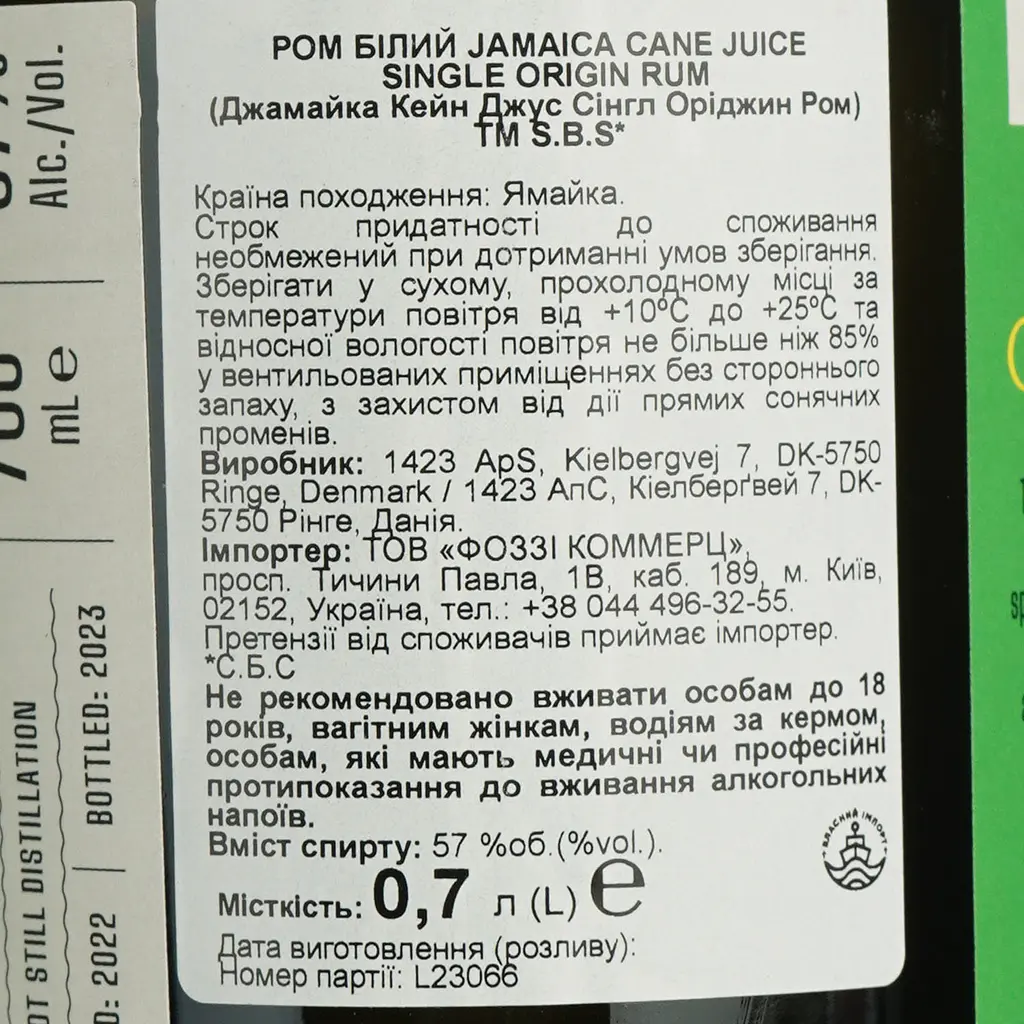 РОМ БІЛИЙ JAMAICA CANE JUICE
SINGLE ORIGIN RUM
(Джамайка Кейн Джус Сінгл Оріджин Ром)
TM S.B.S*
Країна походження: Ямайка.
Строк придатності до споживання
необмежений при дотриманні умов зберігання.
Зберігати у сухому, прохолодному місці за
температури повітря від +10ºС до +25ºС та
відносної вологості повітря не більше ніж 85%
у вентильованих приміщеннях без стороннього
запаху, з захистом від дії прямих сонячних
променів.
Виробник: 1423 ApS, Kielbergvej 7, DK-5750
Ringe, Denmark / 1423 АпС, Кіелберґвей 7, DK-
5750 Рінге, Данія.
Імпортер: ТОВ «ФОЗЗІ КОММЕРЦ»,
просп. Тичини Павла, 1В, каб. 189, м. Київ,
02152, Україна, тел.: +38 044 496-32-55.
Претензії від споживачів приймає імпортер.
*С.Б.С
Не рекомендовано вживати особам до 18
років, вагітним жінкам, водіям за кермом,
особам, які мають медичні чи професійні
протипоказання до вживання алкогольних
напоїв.
Вміст спирту: 57 %об.(%vol.).
Місткість: 0,7 л (L) e
Дата виготовлення (розливу):
Номер партії: L23066
ВЛАСНИЙ ІМПОРТ
Alc./Vol.
mL e
STILL DISTILLATION
BOTTLED: 2023
2022